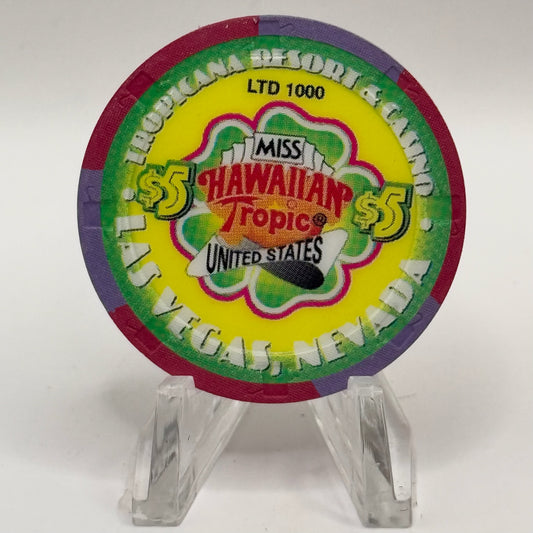 TROPICANA RESORT & CASINO
LTD 1000
MISS
HAWAIIAN
Tropic®
UNITED STATES
$5
$5
• LAS VEGAS, NEVADA •